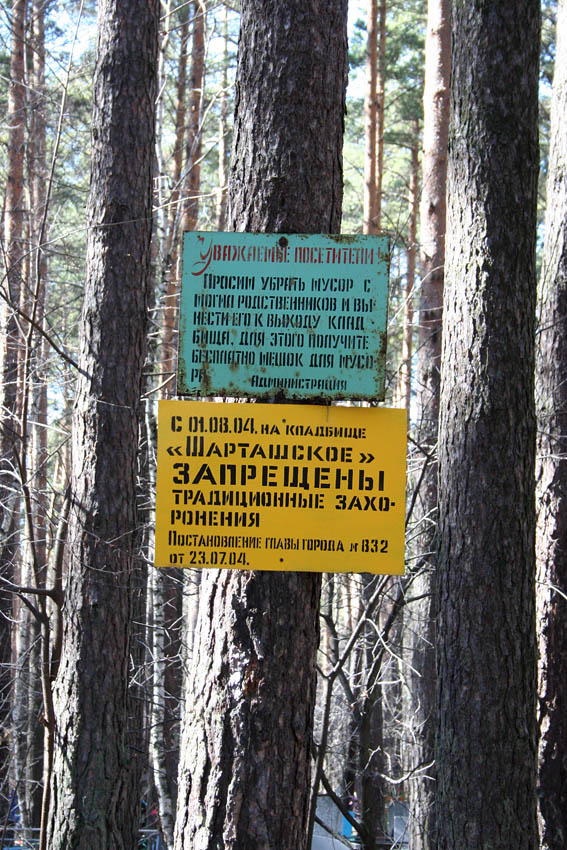 Уважаемые посетители!
Просим убрать мусор с
могил родственников и вы-
нести его к выходу клад
бища. Для этого получите
бесплатно мешок для мусо
ра. Администрация
С 01.08.04. на кладбище
«Шарташское»
ЗАПРЕЩЕНЫ
традиционные захо-
ронения
Постановление главы города № 832
от 23.07.04.